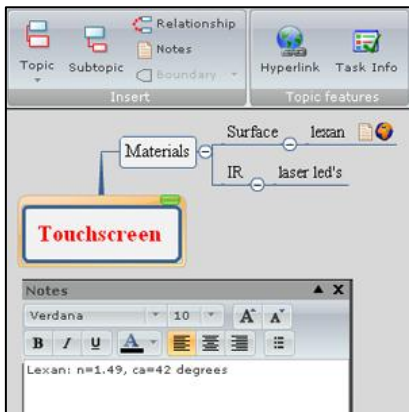 Relationship
Notes
Boundary
Topic
Subtopic
Insert
Hyperlink
Task Info
Topic features
Surface
lexan
Materials
IR
laser led's
Touchscreen
Notes
Verdana
10
A A
B I U A
Lexan: n=1.49, ca=42 degrees